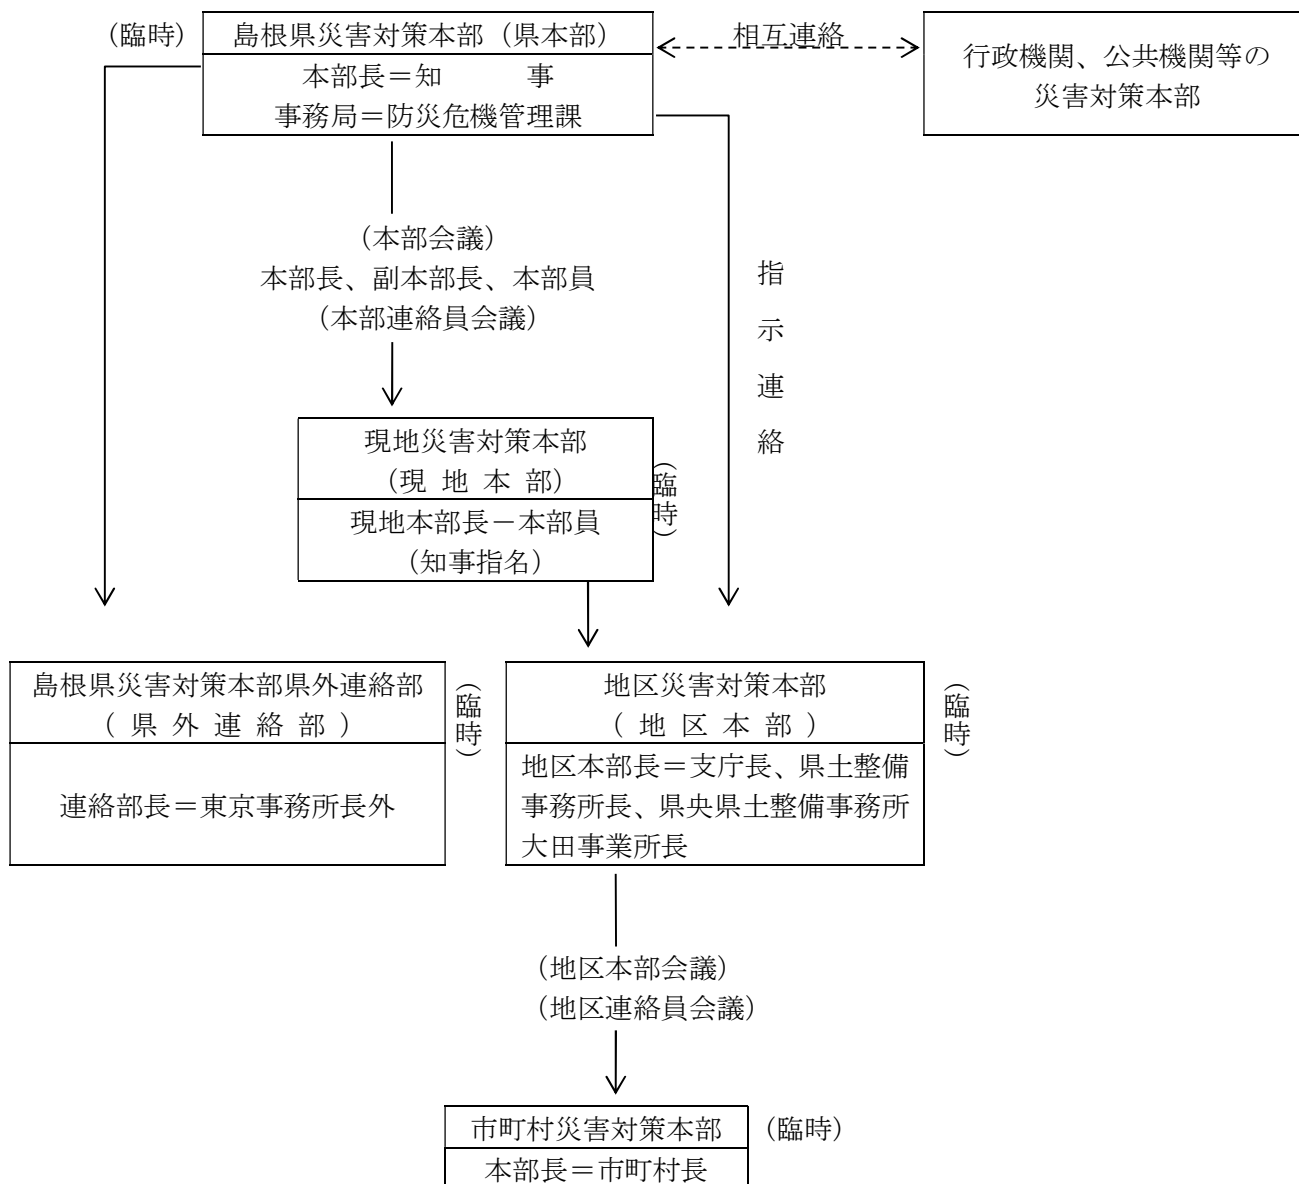 （臨時）
島根県災害対策本部（県本部）
本部長＝知　　　事
事務局＝防災危機管理課
相互連絡
行政機関、公共機関等の
災害対策本部
（本部会議）
本部長、副本部長、本部員
（本部連絡員会議）
指示連絡
現地災害対策本部
（現 地 本 部）
現地本部長－本部員
（知事指名）
（臨時）
島根県災害対策本部県外連絡部
（ 県 外 連 絡 部 ）
連絡部長＝東京事務所長外
（臨時）
地区災害対策本部
（ 地 区 本 部 ）
地区本部長＝支庁長、県土整備
事務所長、県央県土整備事務所
大田事業所長
（臨時）
（地区本部会議）
（地区連絡員会議）
市町村災害対策本部
（臨時）
本部長＝市町村長